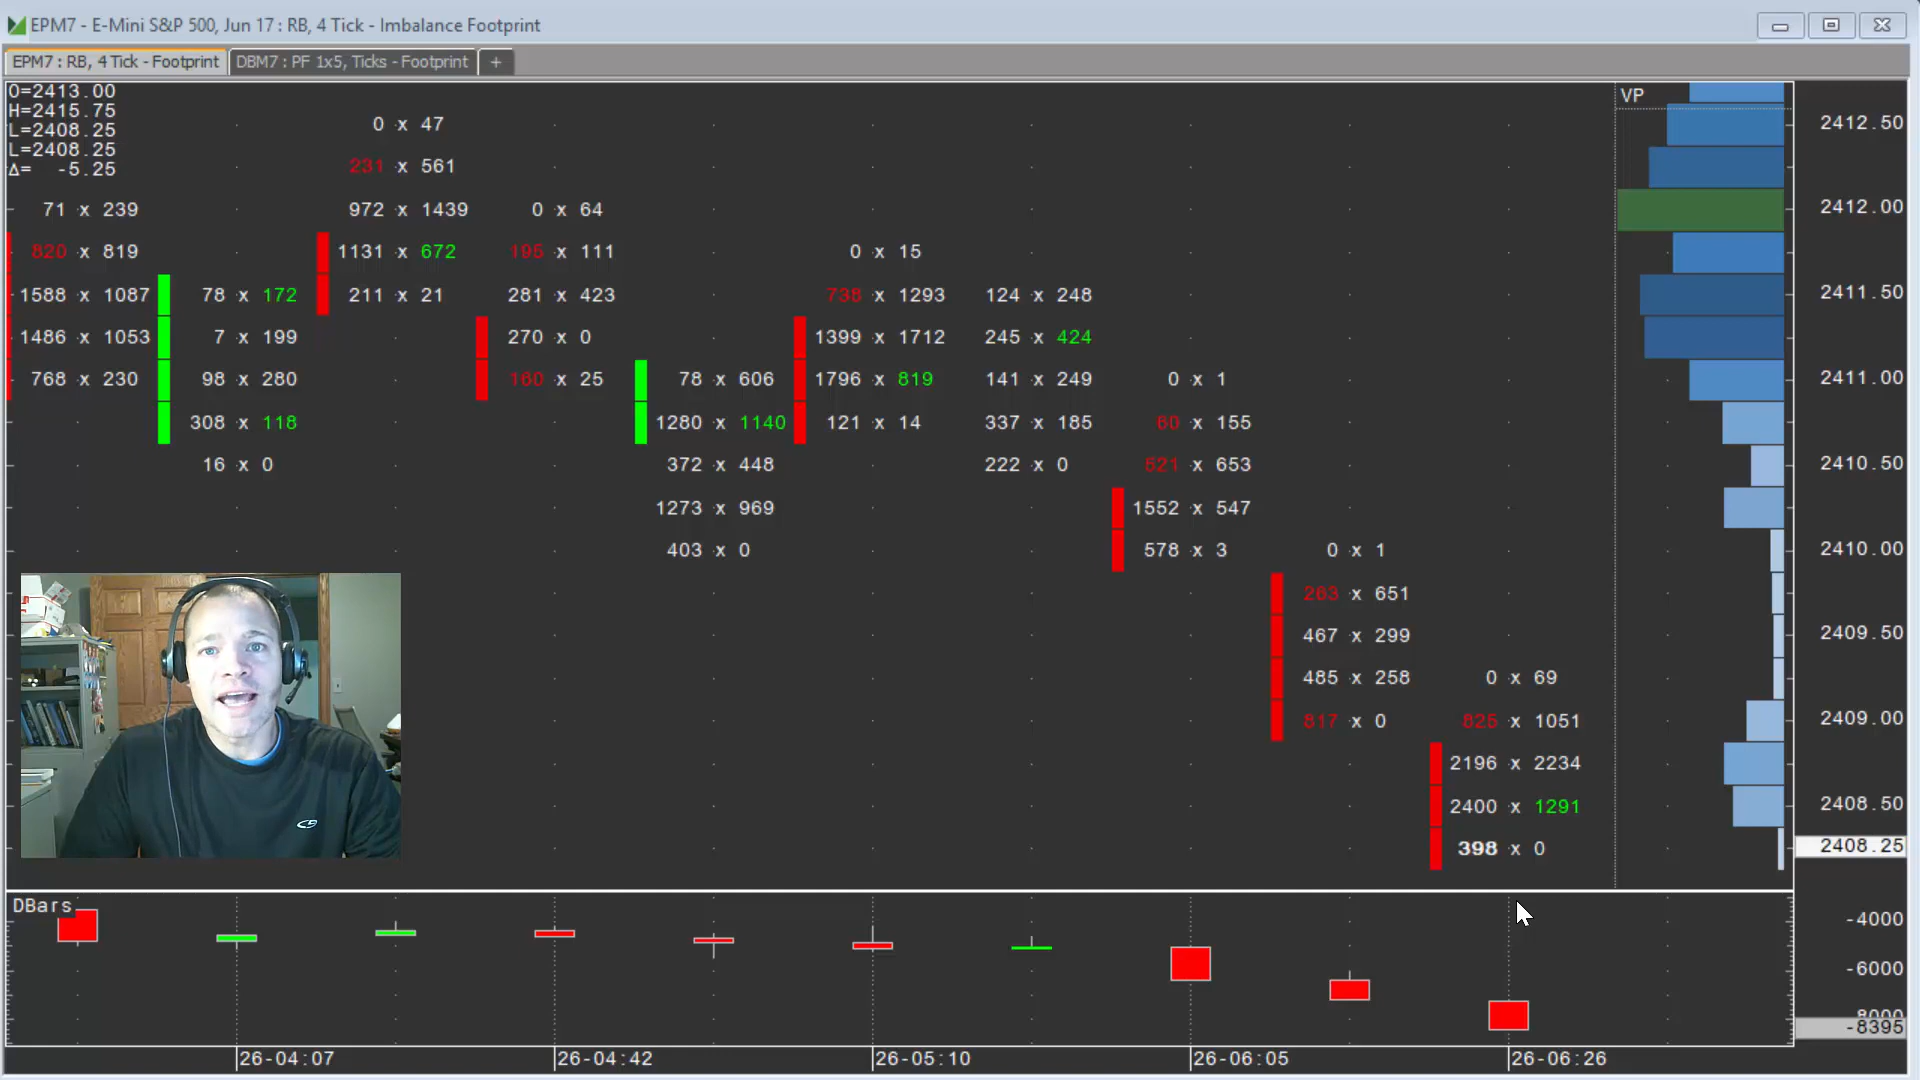 EPM7 - E-Mini S&P 500, Jun 17 : RB, 4 Tick - Imbalance Footprint
EPM7 : RB, 4 Tick - Footprint DBM7 : PF 1x5, Ticks - Footprint +
O=2413.00
H=2415.75
L=2408.25
L=2408.25
Δ= -5.25
VP
0 x 47 2412.50
231 x 561
71 x 239 972 x 1439 0 x 64 2412.00
820 x 819 1131 x 672 195 x 111 0 x 15
1588 x 1087 78 x 172 211 x 21 281 x 423 738 x 1293 124 x 248 2411.50
1486 x 1053 7 x 199 270 x 0 1399 x 1712 245 x 424
768 x 230 98 x 280 160 x 25 78 x 606 1796 x 819 141 x 249 0 x 1 2411.00
308 x 118 1280 x 1140 121 x 14 337 x 185 60 x 155
16 x 0 372 x 448 222 x 0 521 x 653 2410.50
1273 x 969 1552 x 547
403 x 0 578 x 3 0 x 1 2410.00
263 x 651
467 x 299 2409.50
485 x 258 0 x 69
817 x 0 825 x 1051 2409.00
2196 x 2234
2400 x 1291 2408.50
398 x 0 2408.25
DBars
-4000
-6000
-8395
26-04:07 26-04:42 26-05:10 26-06:05 26-06:26